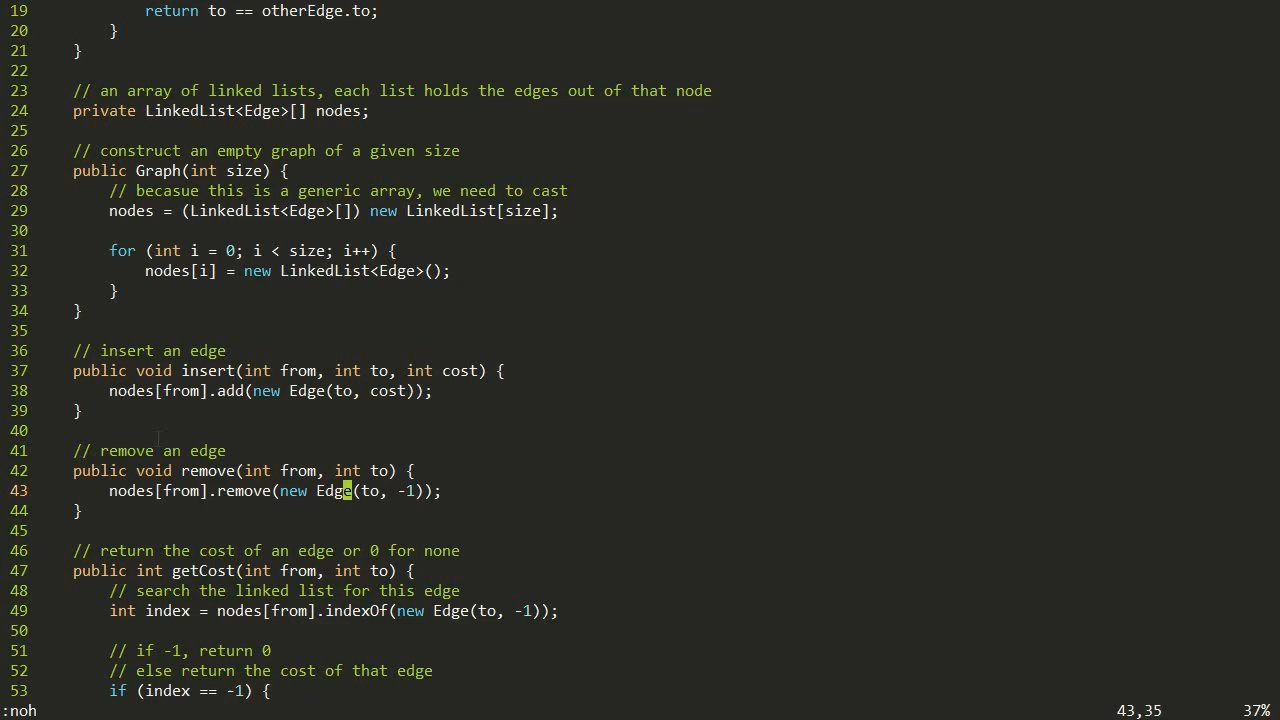 19             return to == otherEdge.to;
20         }
21     }
22
23     // an array of linked lists, each list holds the edges out of that node
24     private LinkedList<Edge>[] nodes;
25
26     // construct an empty graph of a given size
27     public Graph(int size) {
28         // becasue this is a generic array, we need to cast
29         nodes = (LinkedList<Edge>[]) new LinkedList[size];
30
31         for (int i = 0; i < size; i++) {
32             nodes[i] = new LinkedList<Edge>();
33         }
34     }
35
36     // insert an edge
37     public void insert(int from, int to, int cost) {
38         nodes[from].add(new Edge(to, cost));
39     }
40
41     // remove an edge
42     public void remove(int from, int to) {
43         nodes[from].remove(new Edge(to, -1));
44     }
45
46     // return the cost of an edge or 0 for none
47     public int getCost(int from, int to) {
48         // search the linked list for this edge
49         int index = nodes[from].indexOf(new Edge(to, -1));
50
51         // if -1, return 0
52         // else return the cost of that edge
53         if (index == -1) {
:noh 43,35 37%